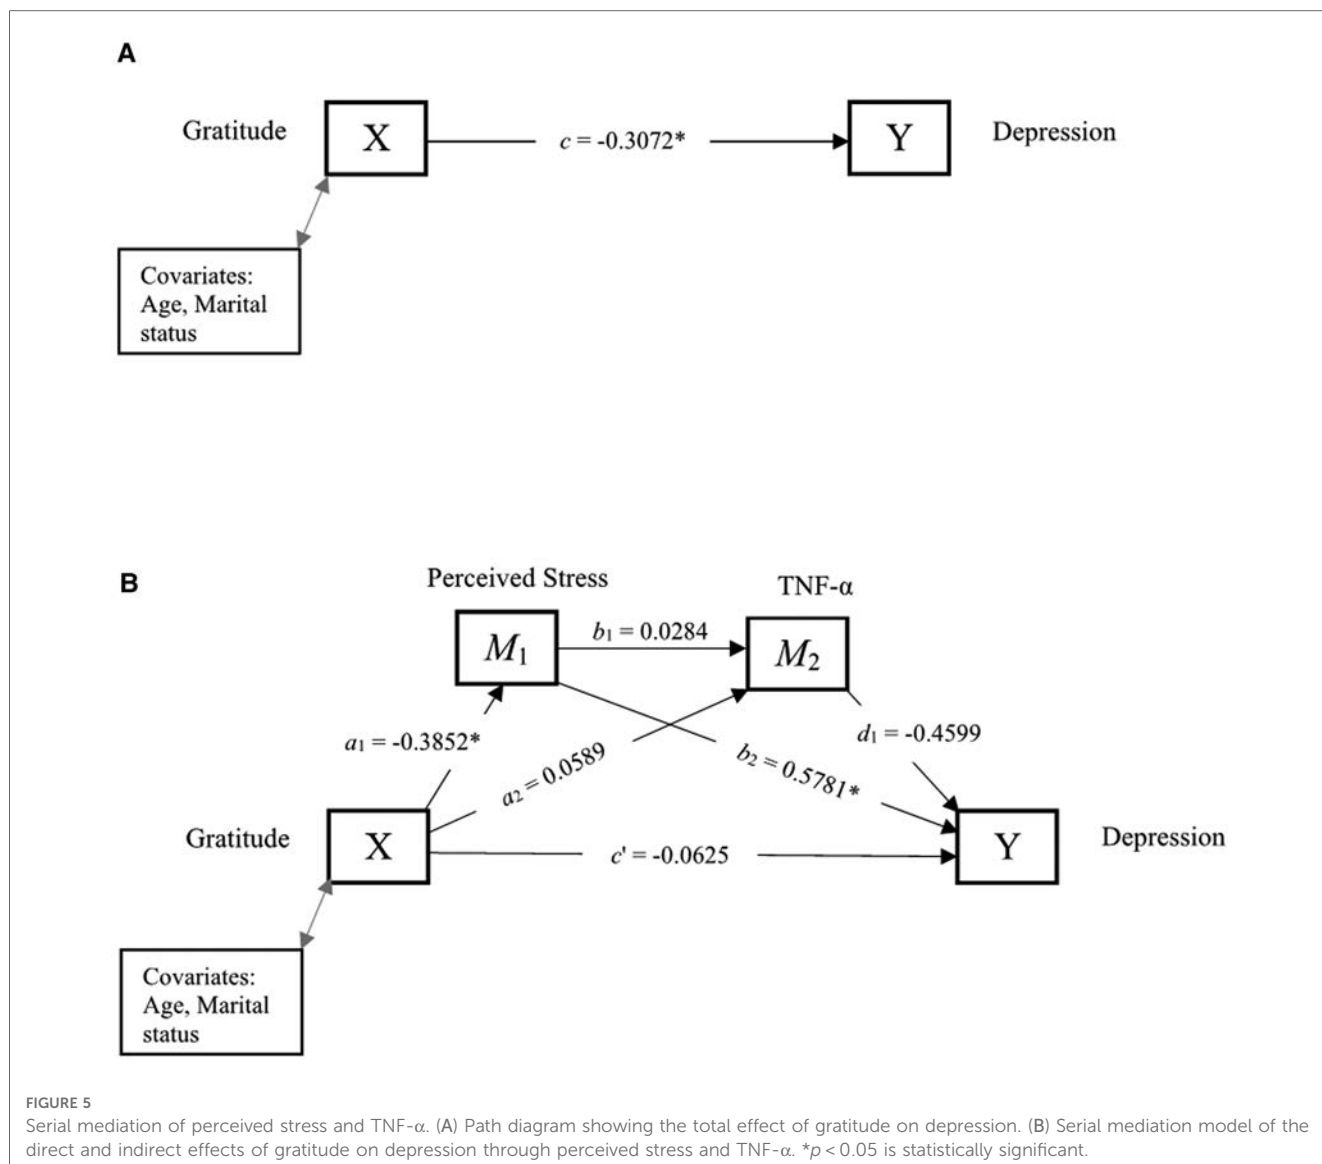 A
Gratitude
X
c = -0.3072*
Y
Depression
Covariates:
Age, Marital
status
B
Perceived Stress
TNF-α
M1
b1 = 0.0284
M2
a1 = -0.3852*
a2 = 0.0589
b2 = 0.5781*
d1 = -0.4599
Gratitude
X
c' = -0.0625
Y
Depression
Covariates:
Age, Marital
status
FIGURE 5
Serial mediation of perceived stress and TNF-α. (A) Path diagram showing the total effect of gratitude on depression. (B) Serial mediation model of the
direct and indirect effects of gratitude on depression through perceived stress and TNF-α. *p < 0.05 is statistically significant.